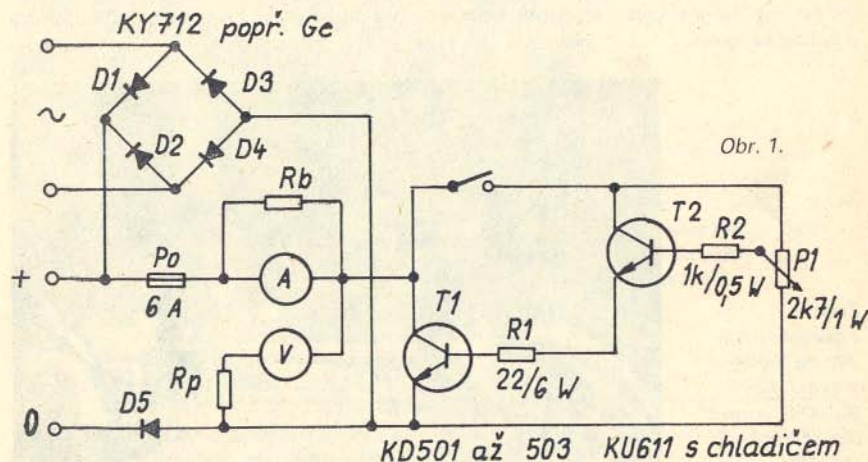 KY712 popř. Ge
D1
D3
~
D2
D4
Obr. 1.
Rb
T2
R2
P1
+
Po
A
1k/0,5 W
6 A
T1
2k7/1 W
V
R1
Rp
22/6 W
0
D5
KD501 až 503 KU611 s chladičem